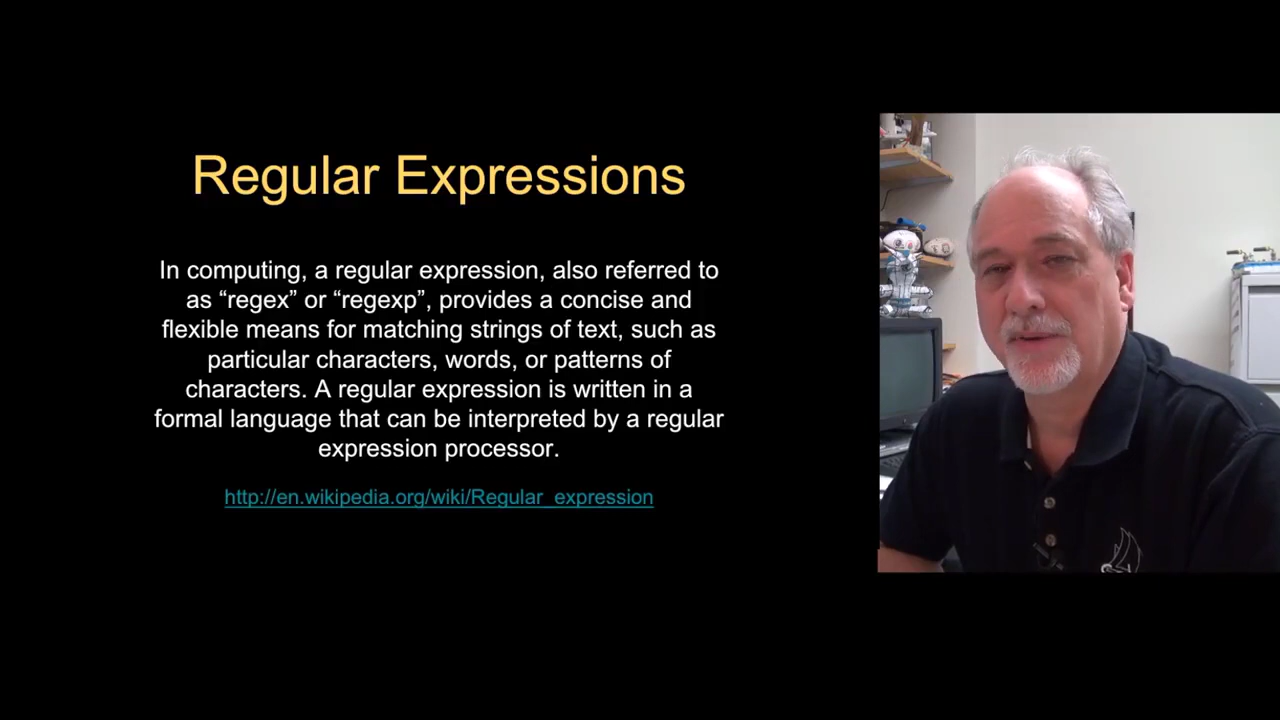 Regular Expressions
In computing, a regular expression, also referred to
as “regex” or “regexp”, provides a concise and
flexible means for matching strings of text, such as
particular characters, words, or patterns of
characters. A regular expression is written in a
formal language that can be interpreted by a regular
expression processor.
http://en.wikipedia.org/wiki/Regular_expression